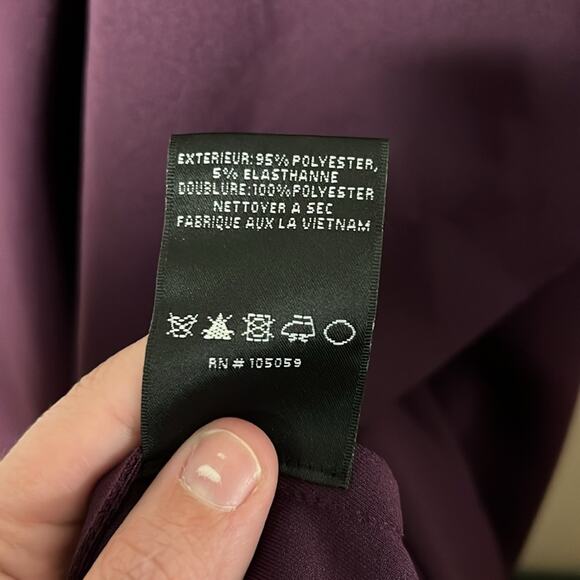 EXTERIEUR: 95% POLYESTER,
5% ELASTHANNE
DOUBLURE: 100% POLYESTER
NETTOYER A SEC
FABRIQUE AUX LA VIETNAM
RN # 105059